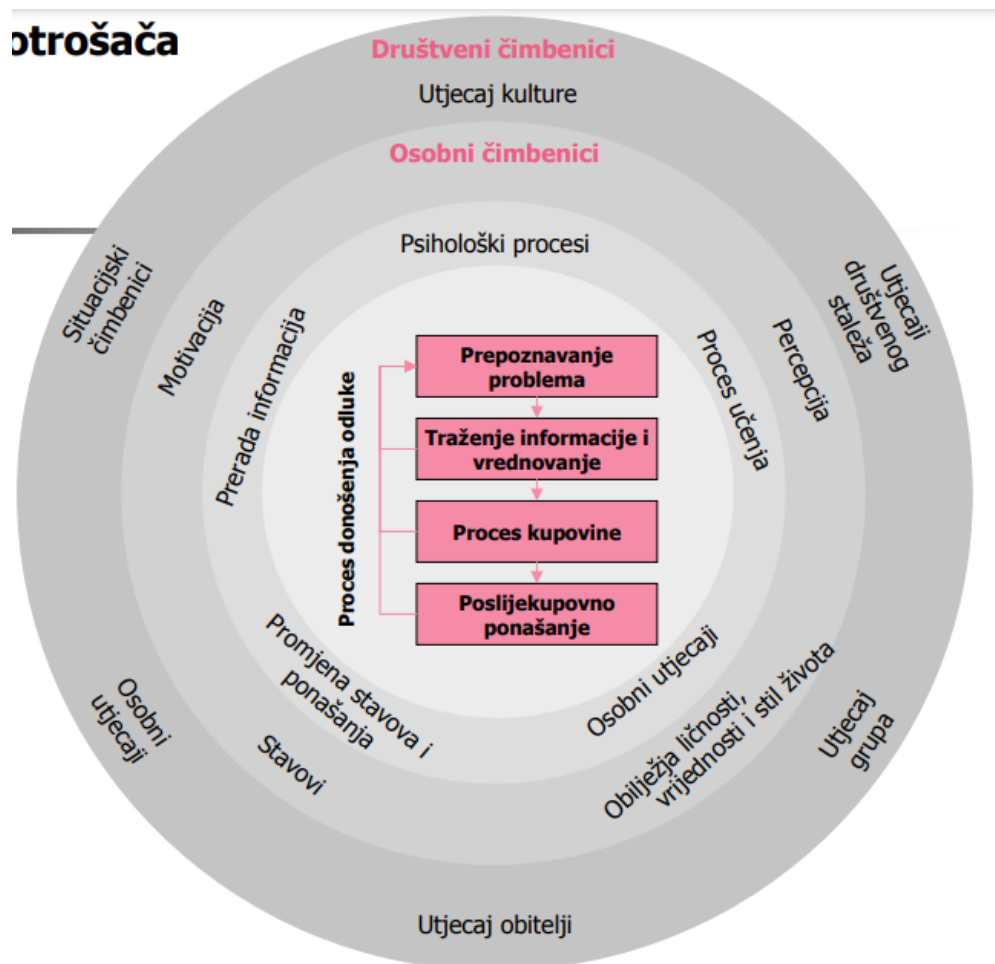 otrošača
Društveni čimbenici
Utjecaj kulture
Osobni čimbenici
Psihološki procesi
Situacijski
čimbenici
Motivacija
Prerada informacija
Proces učenja
Percepcija
Utjecaji
društvenog
staleža
Proces donošenja odluke
Prepoznavanje
problema
Traženje informacije i
vrednovanje
Proces kupovine
Poslijekupovno
ponašanje
Osobni
utjecaji
Stavovi
Promjena stavova i
ponašanja
Osobni utjecaji
Obilježja ličnosti,
vrijednosti i stil života
Utjecaj
grupa
Utjecaj obitelji